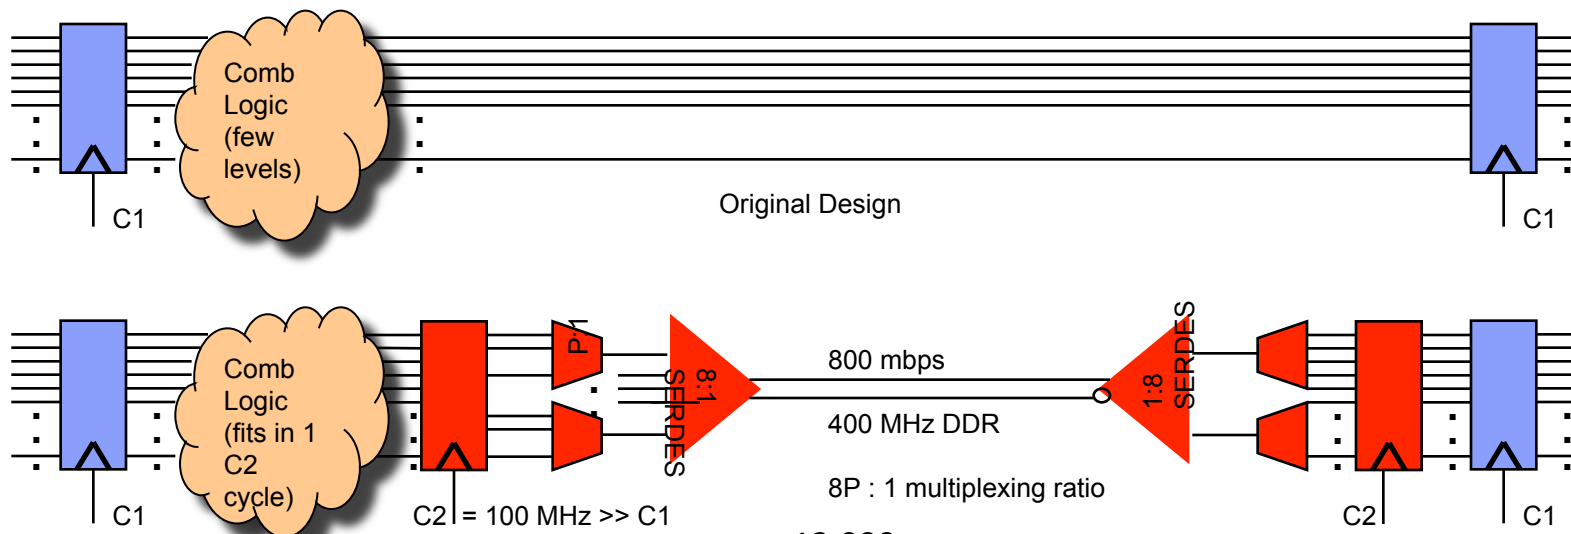 Comb
Logic
(few
levels)
C1
Original Design
C1
Comb
Logic
(fits in 1
C2
cycle)
C1
C2 = 100 MHz >> C1
P:1
8:1
SERDES
800 mbps
400 MHz DDR
8P : 1 multiplexing ratio
1:8
SERDES
C2
C1